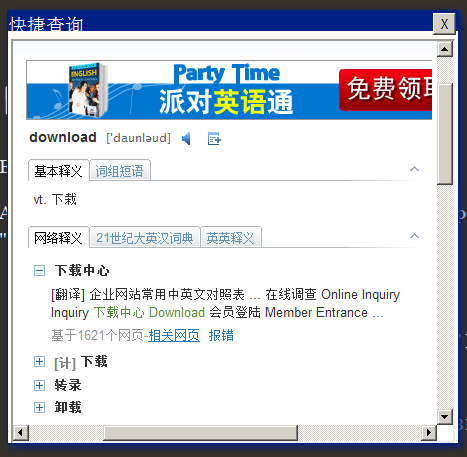 快捷查询
X
ENGLISH
Party Time
派对英语通
免费领取
download ['daunləud]
基本释义 词组短语
vt. 下载
网络释义 21世纪大英汉词典 英英释义
下载中心
[翻译] 企业网站常用中英文对照表 ... 在线调查 Online Inquiry
Inquiry 下载中心 Download 会员登陆 Member Entrance ...
基于1621个网页-相关网页 报错
[计] 下载
转录
卸载